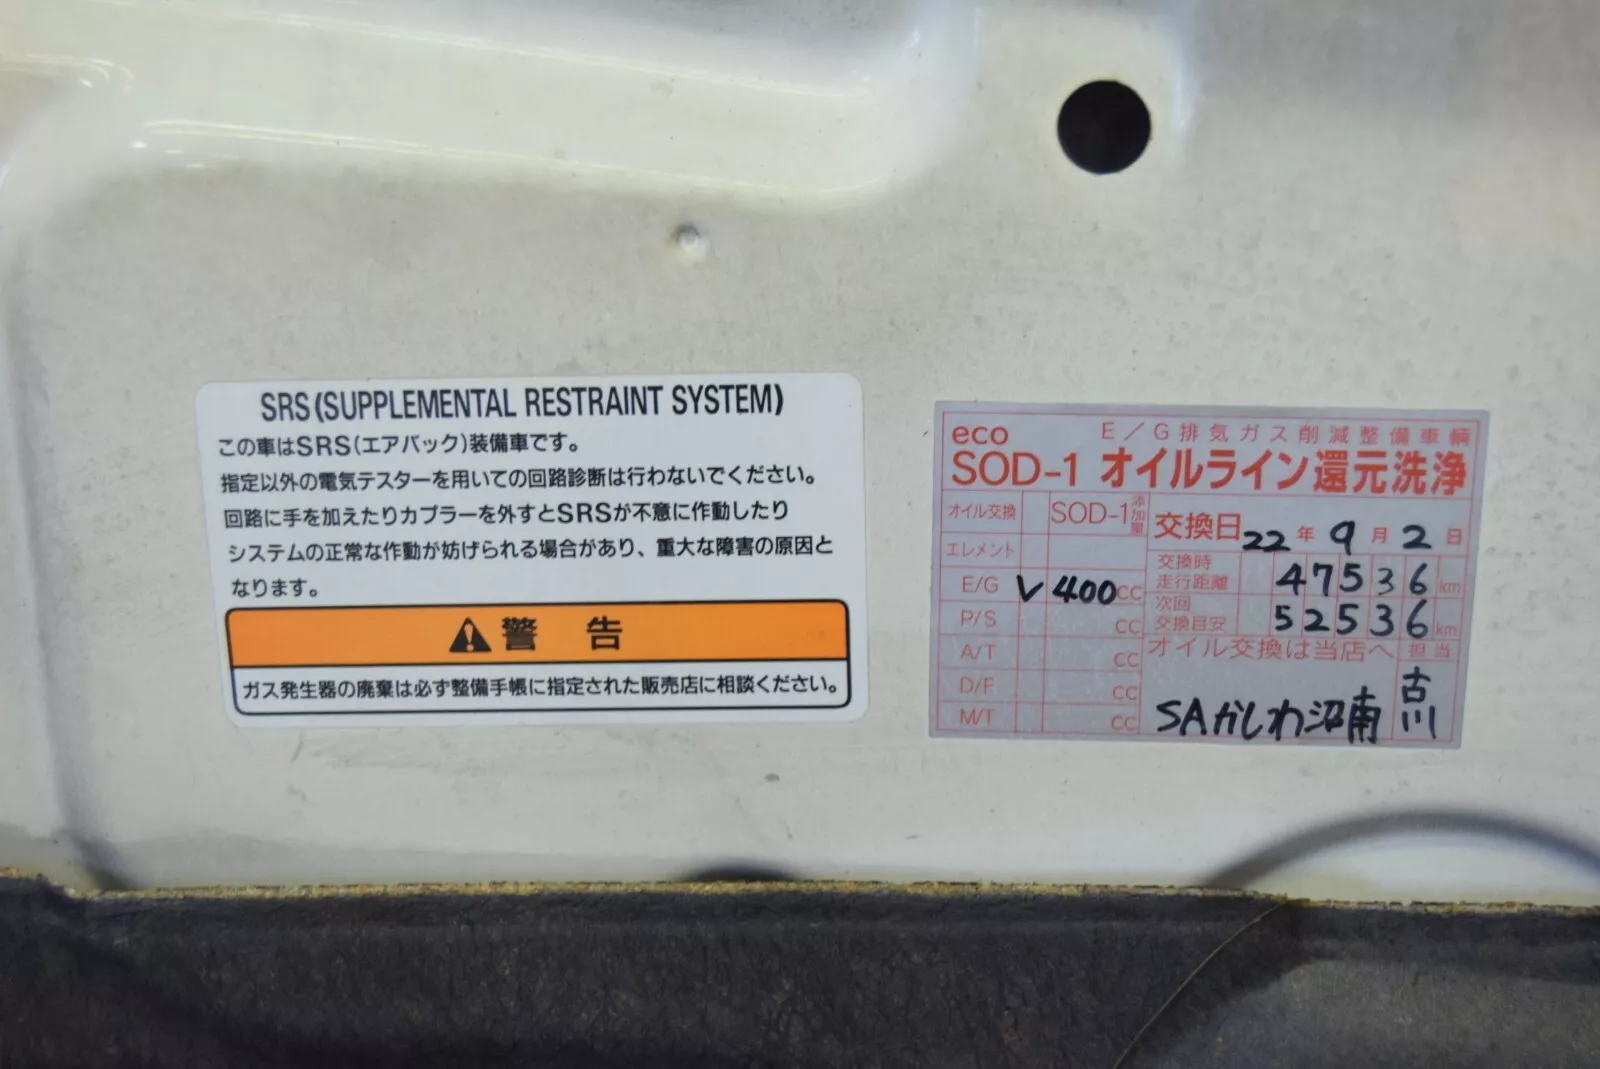 SRS(SUPPLEMENTAL RESTRAINT SYSTEM)
この車はSRS(エアバック)装備車です。
指定以外の電気テスターを用いての回路診断は行わないでください。
回路に手を加えたりカプラーを外すとSRSが不意に作動したり
システムの正常な作動が妨げられる場合があり、重大な障害の原因と
なります。
警告
ガス発生器の廃棄は必ず整備手帳に指定された販売店に相談ください。
eco E/G排気ガス削減整備車輌
SOD-1 オイルライン還元洗浄
オイル交換 SOD-1添加量
エレメント
E/G ✓ 400cc
P/S cc
A/T cc
D/F cc
M/T cc
交換日 22年9月2日
交換時走行距離 47536km
次回交換目安 52536km
オイル交換は当店へ 担当
SAかしわ沼南 古川